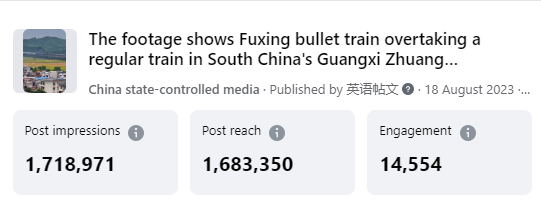 The footage shows Fuxing bullet train overtaking a
regular train in South China's Guangxi Zhuang...
China state-controlled media · Published by 英语帖文 · 18 August 2023 ·...
Post impressions
Post reach
Engagement
1,718,971
1,683,350
14,554